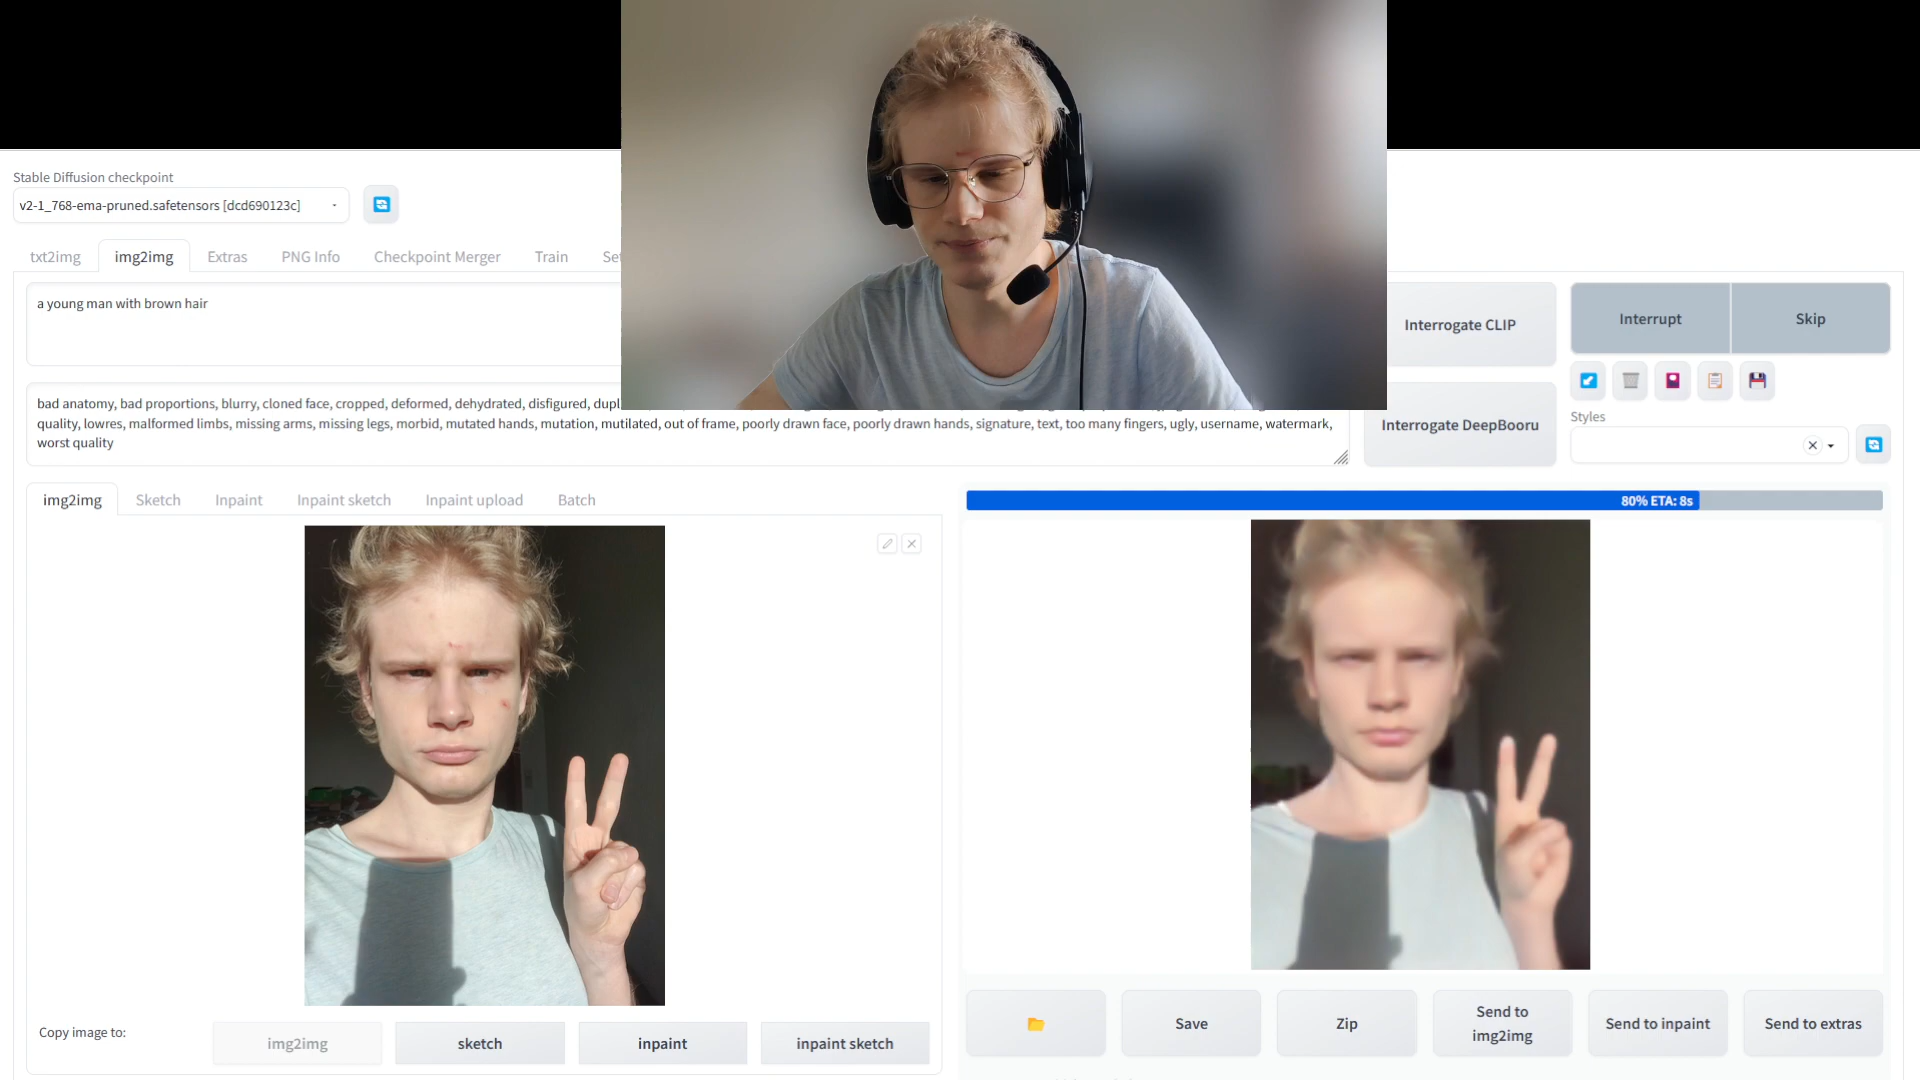 Stable Diffusion checkpoint
v2-1_768-ema-pruned.safetensors [dcd690123c]
txt2img img2img Extras PNG Info Checkpoint Merger Train
a young man with brown hair
Interrogate CLIP
Interrupt Skip
bad anatomy, bad proportions, blurry, cloned face, cropped, deformed, dehydrated, disfigured,
quality, lowres, malformed limbs, missing arms, missing legs, morbid, mutated hands, mutation, mutilated, out of frame, poorly drawn face, poorly drawn hands, signature, text, too many fingers, ugly, username, watermark,
worst quality
Interrogate DeepBooru
Styles
img2img Sketch Inpaint Inpaint sketch Inpaint upload Batch
80% ETA: 8s
Copy image to:
img2img sketch inpaint inpaint sketch
Save Zip Send to img2img Send to inpaint Send to extras